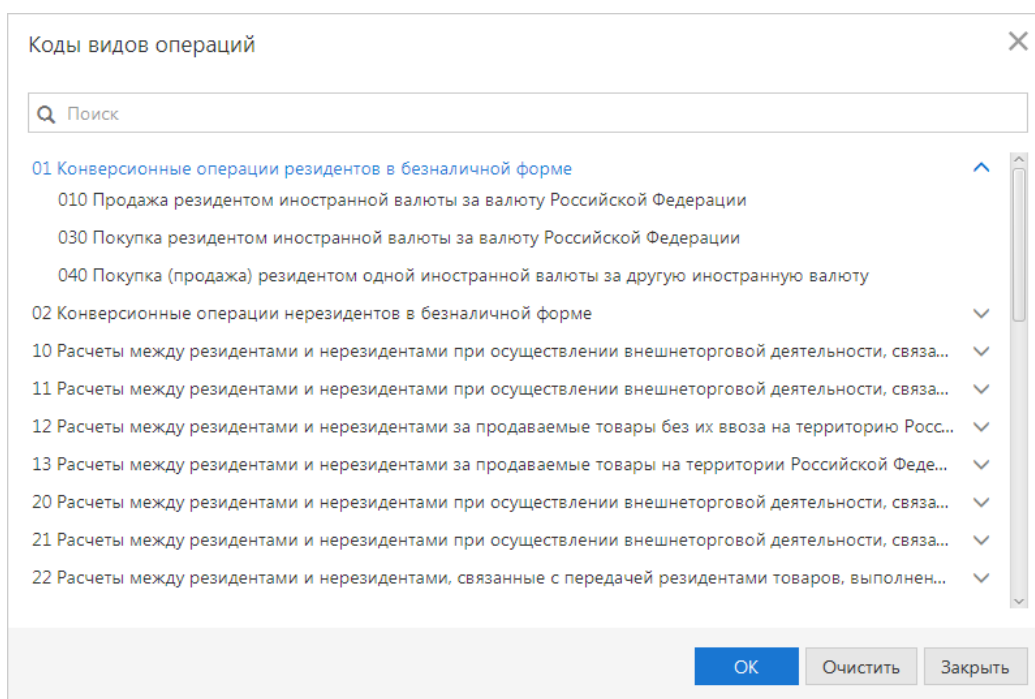 Коды видов операций
Поиск
01 Конверсионные операции резидентов в безналичной форме
010 Продажа резидентом иностранной валюты за валюту Российской Федерации
030 Покупка резидентом иностранной валюты за валюту Российской Федерации
040 Покупка (продажа) резидентом одной иностранной валюты за другую иностранную валюту
02 Конверсионные операции нерезидентов в безналичной форме
10 Расчеты между резидентами и нерезидентами при осуществлении внешнеторговой деятельности, связа...
11 Расчеты между резидентами и нерезидентами при осуществлении внешнеторговой деятельности, связа...
12 Расчеты между резидентами и нерезидентами за продаваемые товары без их ввоза на территорию Росс...
13 Расчеты между резидентами и нерезидентами за продаваемые товары на территории Российской Феде...
20 Расчеты между резидентами и нерезидентами при осуществлении внешнеторговой деятельности, связа...
21 Расчеты между резидентами и нерезидентами при осуществлении внешнеторговой деятельности, связа...
22 Расчеты между резидентами и нерезидентами, связанные с передачей резидентами товаров, выполнен...
ОК Очистить Закрыть